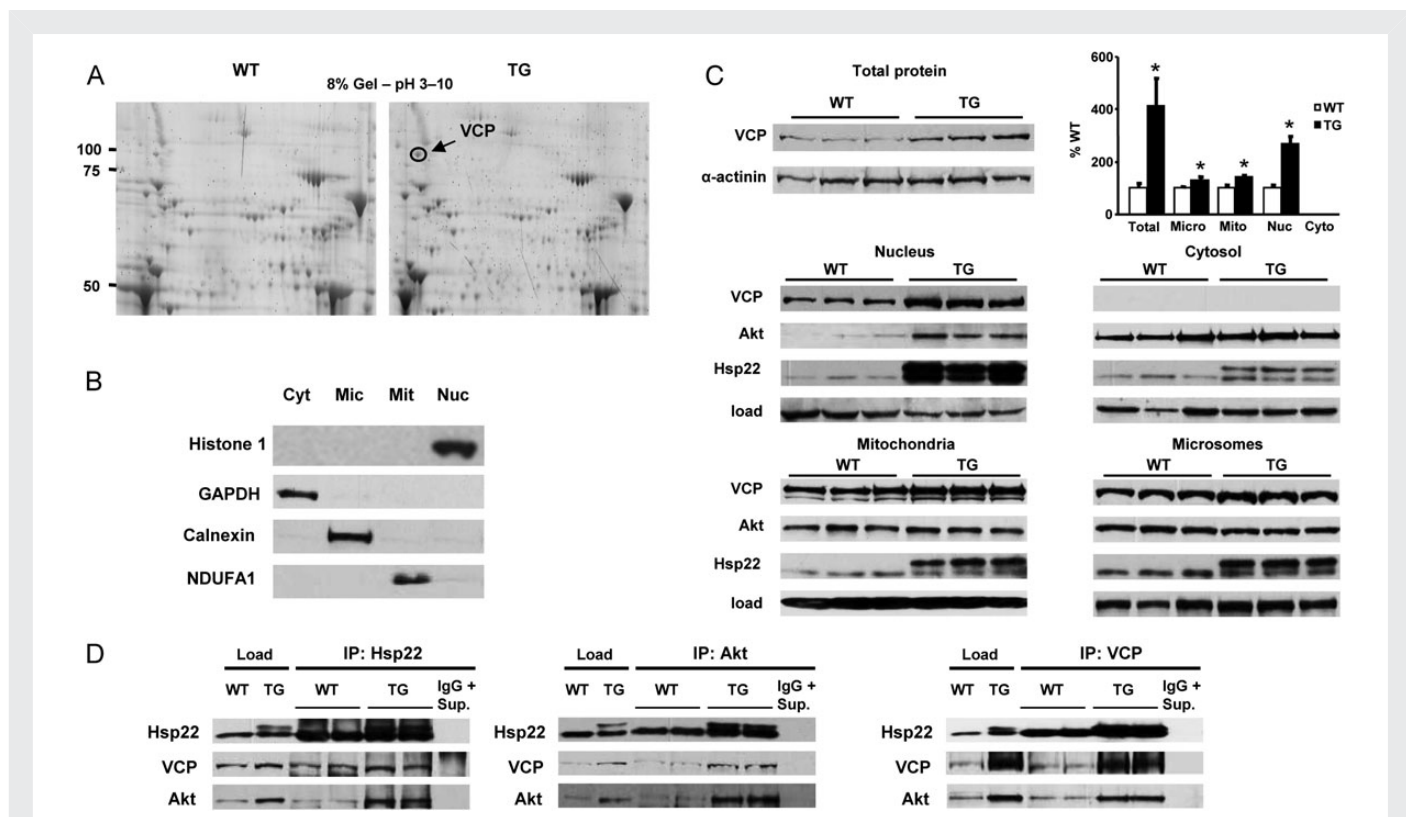 A
WT
TG
8% Gel – pH 3–10
VCP
100
75
50
B
Cyt Mic Mit Nuc
Histone 1
GAPDH
Calnexin
NDUFA1
C
Total protein
WT TG
VCP
α-actinin
600
400
200
0
% WT
* * * *
WT
TG
Total Micro Mito Nuc Cyto
Nucleus
WT TG
VCP
Akt
Hsp22
load
Cytosol
WT TG
Mitochondria
WT TG
VCP
Akt
Hsp22
load
Microsomes
WT TG
D
Load IP: Hsp22
WT TG WT TG IgG +
Sup.
Hsp22
VCP
Akt
Load IP: Akt
WT TG WT TG IgG +
Sup.
Hsp22
VCP
Akt
Load IP: VCP
WT TG WT TG IgG +
Sup.
Hsp22
VCP
Akt